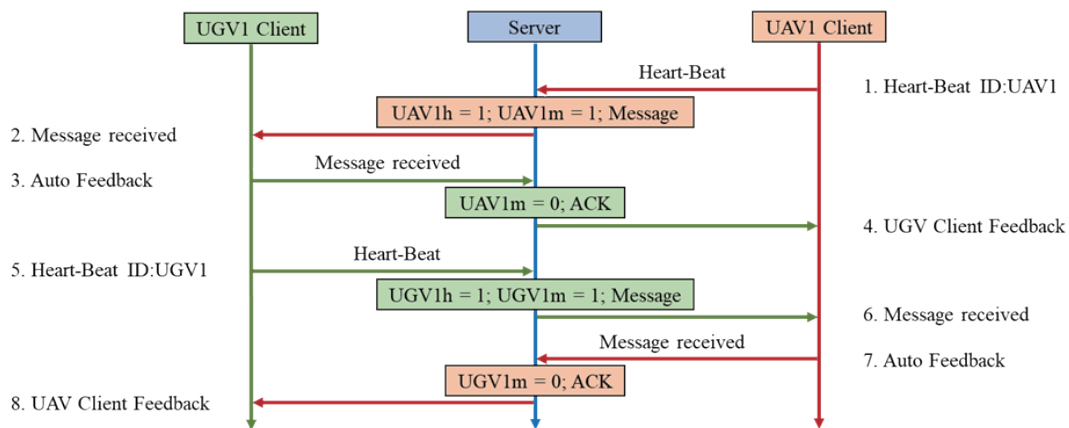 UGV1 Client
Server
UAV1 Client
Heart-Beat
1. Heart-Beat ID:UAV1
UAV1h = 1; UAV1m = 1; Message
2. Message received
Message received
3. Auto Feedback
UAV1m = 0; ACK
4. UGV Client Feedback
Heart-Beat
5. Heart-Beat ID:UGV1
UGV1h = 1; UGV1m = 1; Message
6. Message received
Message received
7. Auto Feedback
UGV1m = 0; ACK
8. UAV Client Feedback